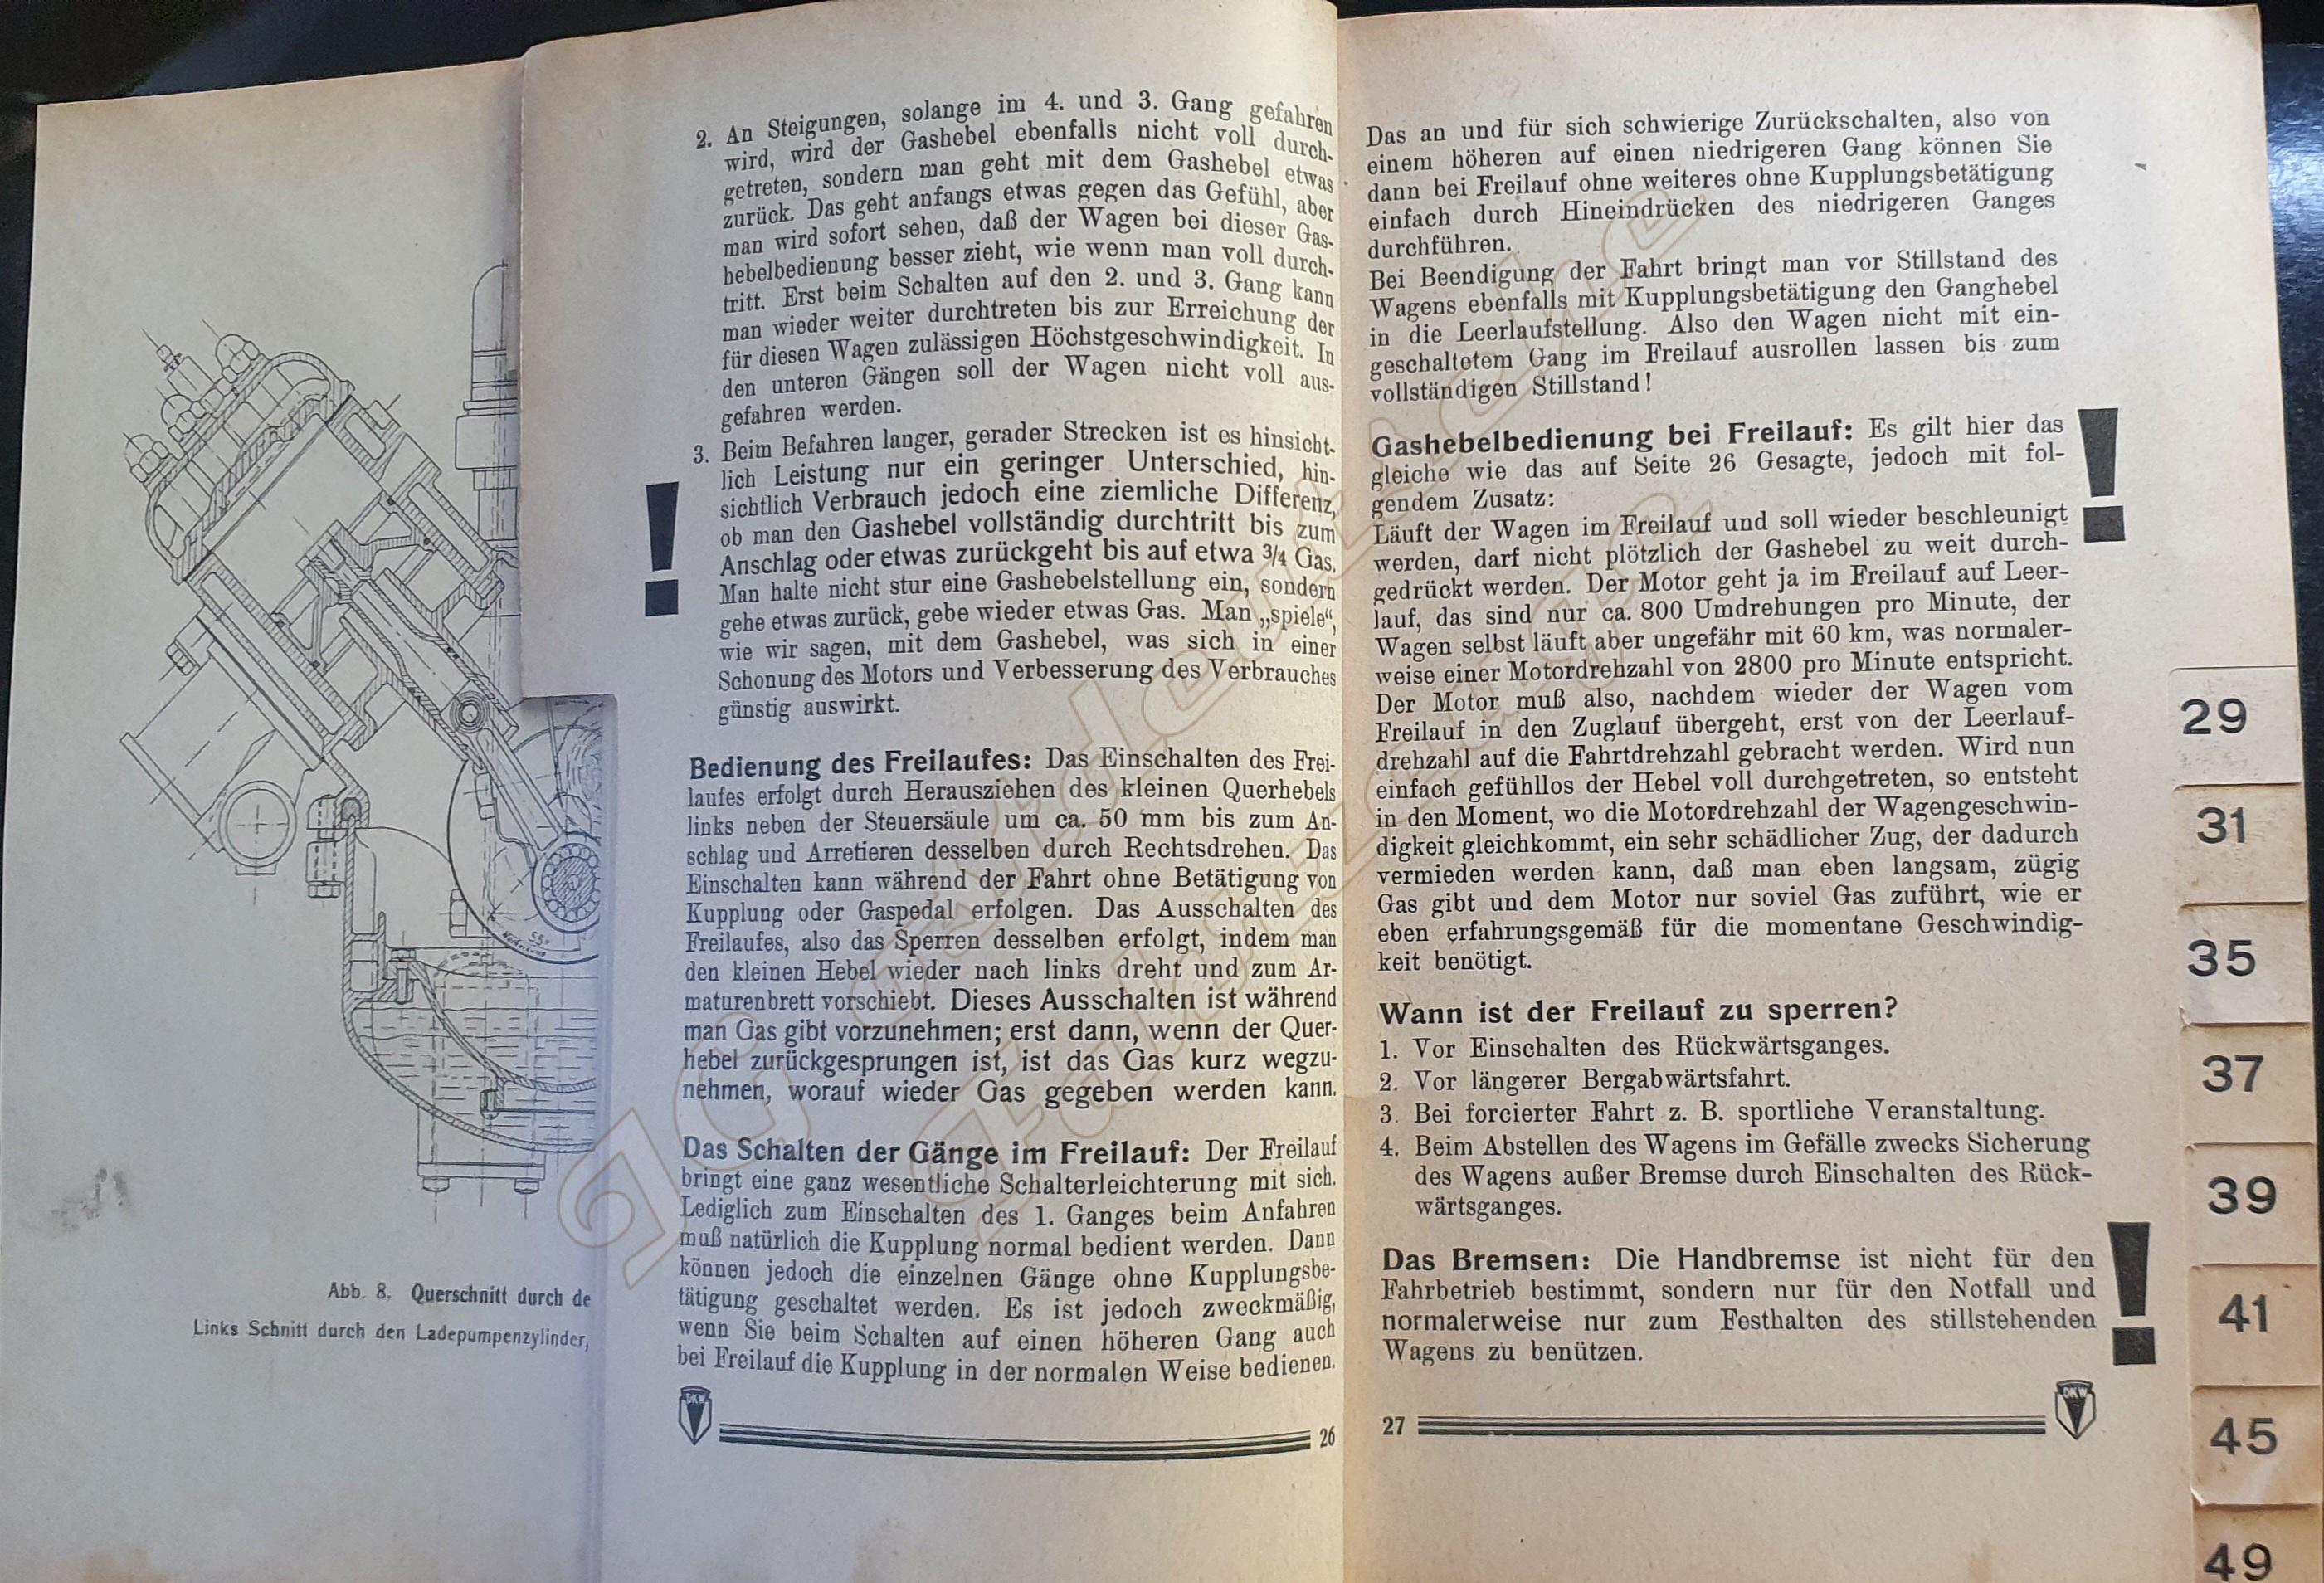 2. An Steigungen, solange im 4. und 3. Gang gefahren
wird, wird der Gashebel ebenfalls nicht voll durch-
getreten, sondern man geht mit dem Gashebel etwas
zurück. Das geht anfangs etwas gegen das Gefühl, aber
man wird sofort sehen, daß der Wagen bei dieser Gas-
hebelbedienung besser zieht, wie wenn man voll durch-
tritt. Erst beim Schalten auf den 2. und 3. Gang kann
man wieder weiter durchtreten bis zur Erreichung der
für diesen Wagen zulässigen Höchstgeschwindigkeit. In
den unteren Gängen soll der Wagen nicht voll aus-
gefahren werden.
3. Beim Befahren langer, gerader Strecken ist es hinsicht-
lich Leistung nur ein geringer Unterschied, hin-
sichtlich Verbrauch jedoch eine ziemliche Differenz,
ob man den Gashebel vollständig durchtritt bis zum
Anschlag oder etwas zurückgeht bis auf etwa ¾ Gas.
Man halte nicht stur eine Gashebelstellung ein, sondern
gehe etwas zurück, gebe wieder etwas Gas. Man „spiele“,
wie wir sagen, mit dem Gashebel, was sich in einer
Schonung des Motors und Verbesserung des Verbrauches
günstig auswirkt.
!
Bedienung des Freilaufes: Das Einschalten des Frei-
laufes erfolgt durch Herausziehen des kleinen Querhebels
links neben der Steuersäule um ca. 50 mm bis zum An-
schlag und Arretieren desselben durch Rechtsdrehen. Das
Einschalten kann während der Fahrt ohne Betätigung von
Kupplung oder Gaspedal erfolgen. Das Ausschalten des
Freilaufes, also das Sperren desselben erfolgt, indem man
den kleinen Hebel wieder nach links dreht und zum Ar-
maturenbrett vorschiebt. Dieses Ausschalten ist während
man Gas gibt vorzunehmen; erst dann, wenn der Quer-
hebel zurückgesprungen ist, ist das Gas kurz wegzu-
nehmen, worauf wieder Gas gegeben werden kann.
Das Schalten der Gänge im Freilauf: Der Freilauf
bringt eine ganz wesentliche Schalterleichterung mit sich.
Lediglich zum Einschalten des 1. Ganges beim Anfahren
muß natürlich die Kupplung normal bedient werden. Dann
können jedoch die einzelnen Gänge ohne Kupplungsbe-
tätigung geschaltet werden. Es ist jedoch zweckmäßig,
wenn Sie beim Schalten auf einen höheren Gang auch
bei Freilauf die Kupplung in der normalen Weise bedienen.
DKW
26
Abb. 8. Querschnitt durch de
Links Schnitt durch den Ladepumpenzylinder,
Das an und für sich schwierige Zurückschalten, also von
einem höheren auf einen niedrigeren Gang können Sie
dann bei Freilauf ohne weiteres ohne Kupplungsbetätigung
einfach durch Hineindrücken des niedrigeren Ganges
durchführen.
Bei Beendigung der Fahrt bringt man vor Stillstand des
Wagens ebenfalls mit Kupplungsbetätigung den Ganghebel
in die Leerlaufstellung. Also den Wagen nicht mit ein-
geschaltetem Gang im Freilauf ausrollen lassen bis zum
vollständigen Stillstand!
Gashebelbedienung bei Freilauf: Es gilt hier das
gleiche wie das auf Seite 26 Gesagte, jedoch mit fol-
gendem Zusatz:
!
Läuft der Wagen im Freilauf und soll wieder beschleunigt
werden, darf nicht plötzlich der Gashebel zu weit durch-
gedrückt werden. Der Motor geht ja im Freilauf auf Leer-
lauf, das sind nur ca. 800 Umdrehungen pro Minute, der
Wagen selbst läuft aber ungefähr mit 60 km, was normaler-
weise einer Motordrehzahl von 2800 pro Minute entspricht.
Der Motor muß also, nachdem wieder der Wagen vom
Freilauf in den Zuglauf übergeht, erst von der Leerlauf-
drehzahl auf die Fahrtdrehzahl gebracht werden. Wird nun
einfach gefühllos der Hebel voll durchgetreten, so entsteht
in den Moment, wo die Motordrehzahl der Wagengeschwin-
digkeit gleichkommt, ein sehr schädlicher Zug, der dadurch
vermieden werden kann, daß man eben langsam, zügig
Gas gibt und dem Motor nur soviel Gas zuführt, wie er
eben erfahrungsgemäß für die momentane Geschwindig-
keit benötigt.
Wann ist der Freilauf zu sperren?
1. Vor Einschalten des Rückwärtsganges.
2. Vor längerer Bergabwärtsfahrt.
3. Bei forcierter Fahrt z. B. sportliche Veranstaltung.
4. Beim Abstellen des Wagens im Gefälle zwecks Sicherung
des Wagens außer Bremse durch Einschalten des Rück-
wärtsganges.
Das Bremsen: Die Handbremse ist nicht für den
Fahrbetrieb bestimmt, sondern nur für den Notfall und
normalerweise nur zum Festhalten des stillstehenden
Wagens zu benützen.
!
27
DKW
29
31
35
37
39
41
45
49